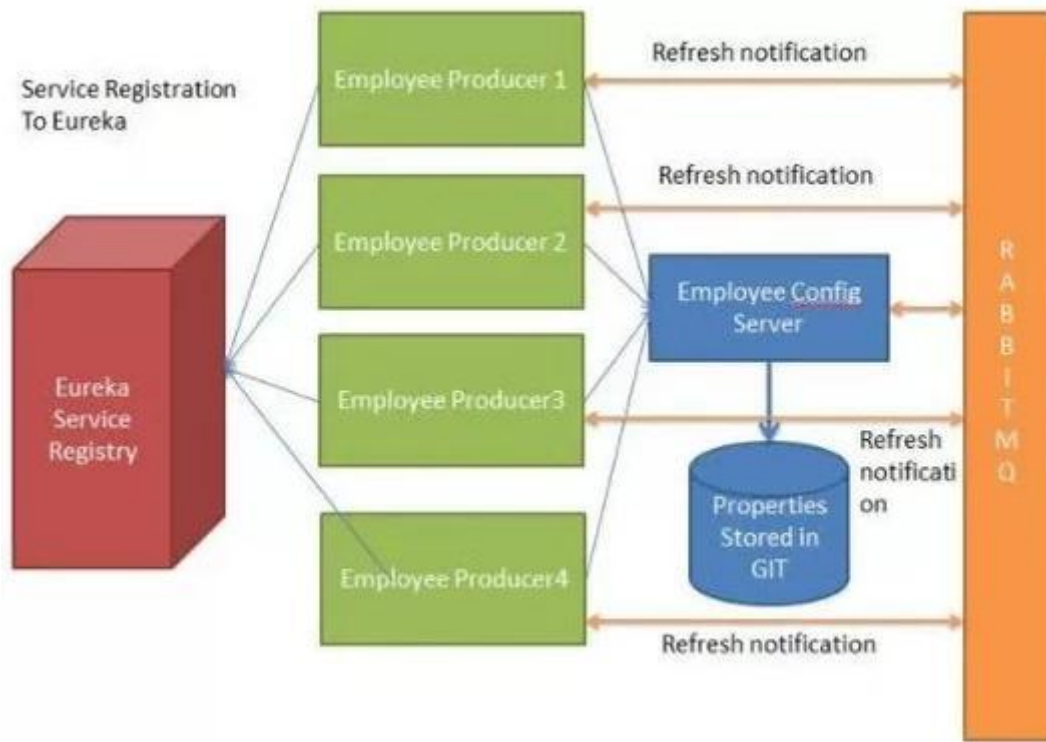 Service Registration
To Eureka
Employee Producer 1
Refresh notification
Employee Producer 2
Refresh notification
Employee Config
Server
Eureka
Service
Registry
Employee Producer3
Refresh
notificati
on
Properties
Stored in
GIT
Employee Producer4
Refresh notification
R
A
B
B
I
T
M
Q